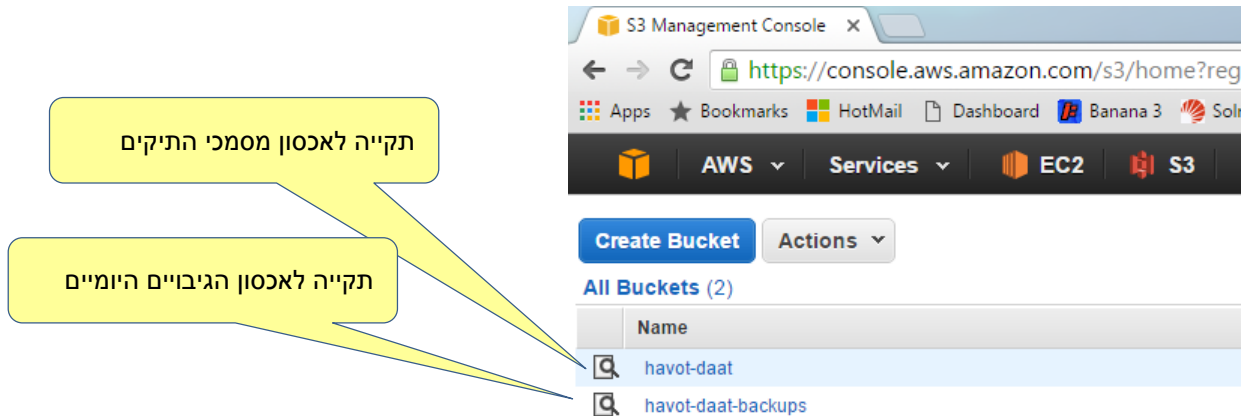 S3 Management Console
https://console.aws.amazon.com/s3/home?reg
Apps Bookmarks HotMail Dashboard Banana 3
AWS Services EC2 S3
תקייה לאכסון מסמכי התיקים
Create Bucket Actions
תקייה לאכסון הגיבויים היומיים
All Buckets (2)
Name
havot-daat
havot-daat-backups